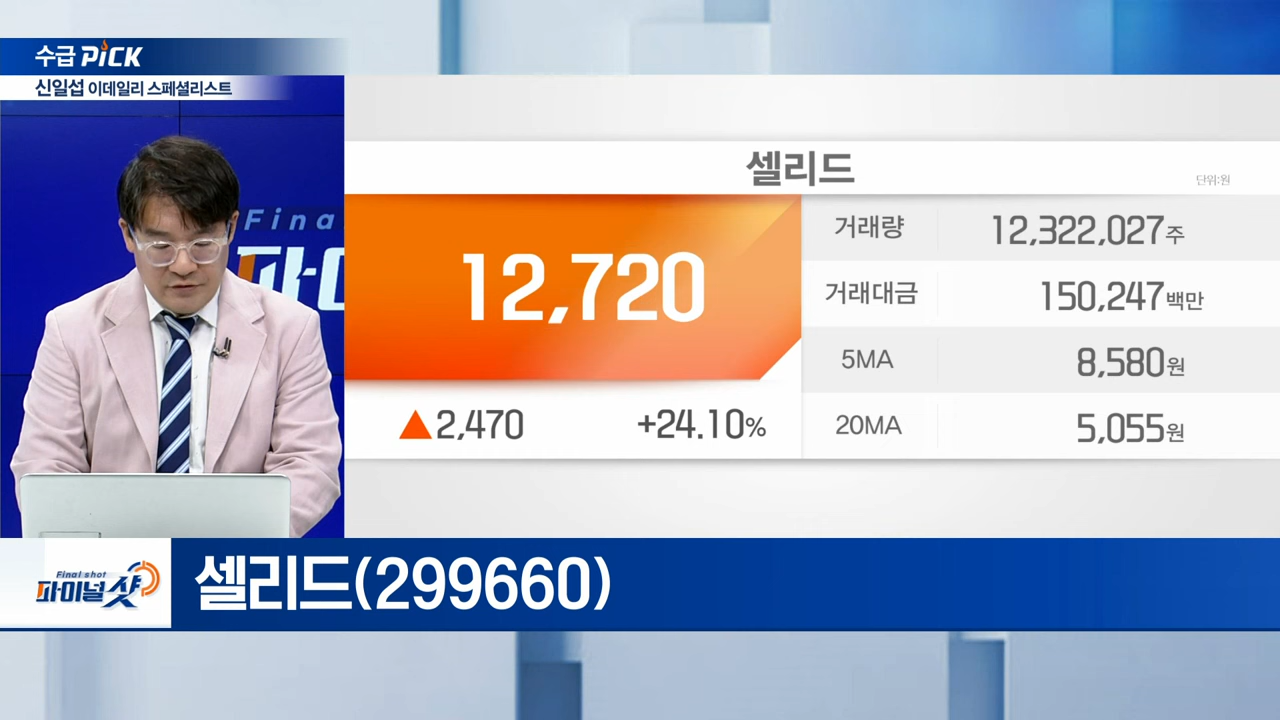 수급 PiCK
신일섭 이데일리 스페셜리스트
Fina
파이
셀리드
단위:원
12,720
▲2,470 +24.10%
거래량 12,322,027주
거래대금 150,247백만
5MA 8,580원
20MA 5,055원
Final shot
파이널샷
셀리드(299660)